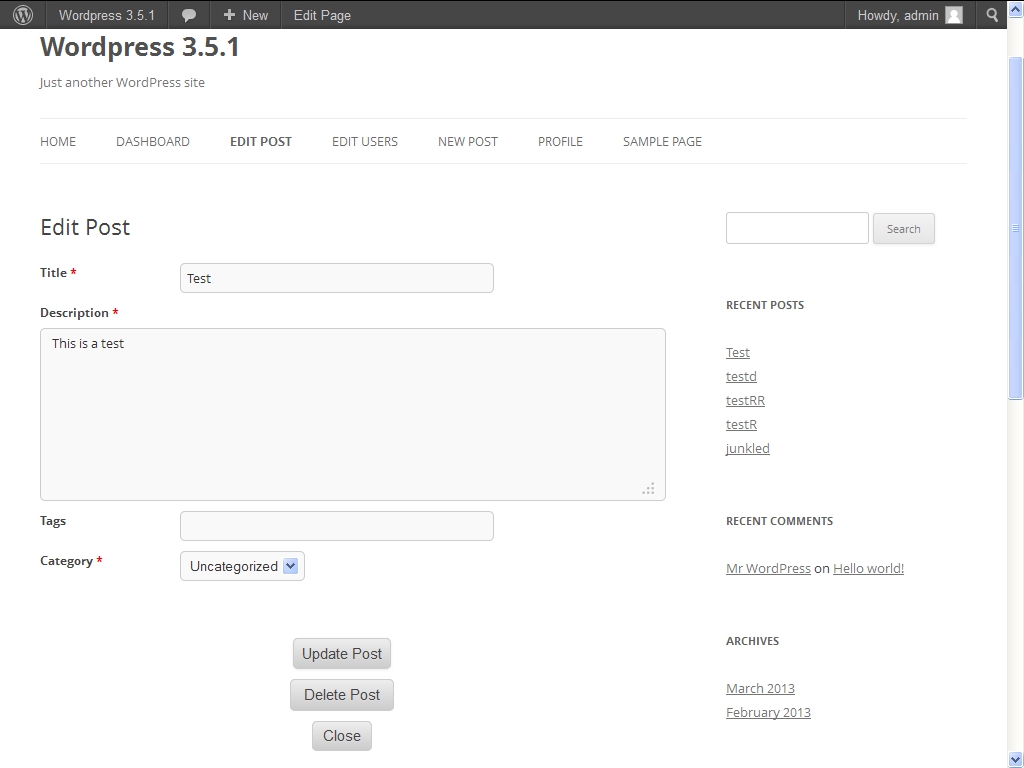 Wordpress 3.5.1 New Edit Page Howdy, admin
Wordpress 3.5.1
Just another WordPress site
HOME DASHBOARD EDIT POST EDIT USERS NEW POST PROFILE SAMPLE PAGE
Edit Post
Title *
Test
Description *
This is a test
Tags
Category *
Uncategorized
Update Post
Delete Post
Close
Search
RECENT POSTS
Test
testd
testRR
testR
junkled
RECENT COMMENTS
Mr WordPress on Hello world!
ARCHIVES
March 2013
February 2013